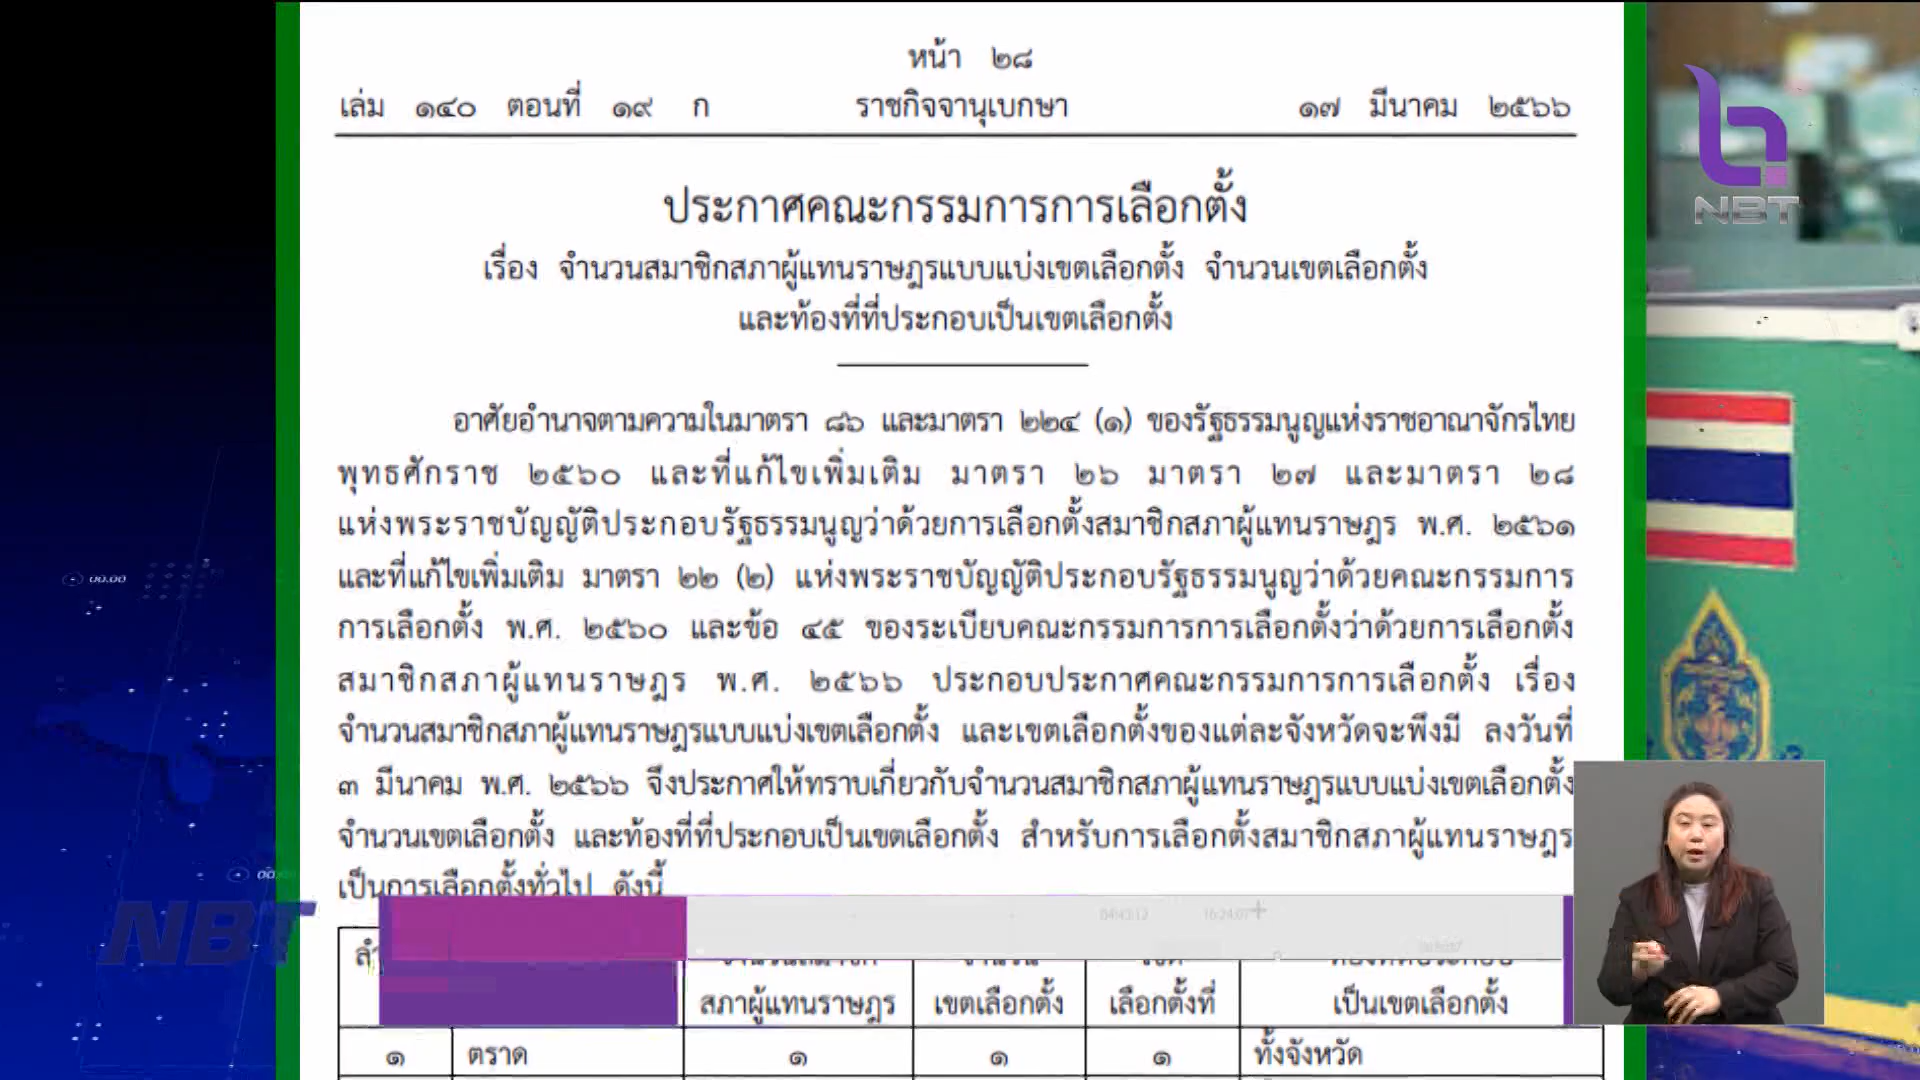 หน้า ๒๘
เล่ม ๑๔๐ ตอนที่ ๑๙ ก ราชกิจจานุเบกษา ๑๗ มีนาคม ๒๕๖๖
NBT
ประกาศคณะกรรมการการเลือกตั้ง
เรื่อง จำนวนสมาชิกสภาผู้แทนราษฎรแบบแบ่งเขตเลือกตั้ง จำนวนเขตเลือกตั้ง
และท้องที่ที่ประกอบเป็นเขตเลือกตั้ง
อาศัยอำนาจตามความในมาตรา ๘๖ และมาตรา ๒๒๔ (๑) ของรัฐธรรมนูญแห่งราชอาณาจักรไทย
พุทธศักราช ๒๕๖๐ และที่แก้ไขเพิ่มเติม มาตรา ๒๖ มาตรา ๒๗ และมาตรา ๒๘
แห่งพระราชบัญญัติประกอบรัฐธรรมนูญว่าด้วยการเลือกตั้งสมาชิกสภาผู้แทนราษฎร พ.ศ. ๒๕๖๑
และที่แก้ไขเพิ่มเติม มาตรา ๒๒ (๒) แห่งพระราชบัญญัติประกอบรัฐธรรมนูญว่าด้วยคณะกรรมการ
การเลือกตั้ง พ.ศ. ๒๕๖๐ และข้อ ๔๕ ของระเบียบคณะกรรมการการเลือกตั้งว่าด้วยการเลือกตั้ง
สมาชิกสภาผู้แทนราษฎร พ.ศ. ๒๕๖๖ ประกอบประกาศคณะกรรมการการเลือกตั้ง เรื่อง
จำนวนสมาชิกสภาผู้แทนราษฎรแบบแบ่งเขตเลือกตั้ง และเขตเลือกตั้งของแต่ละจังหวัดจะพึงมี ลงวันที่
๓ มีนาคม พ.ศ. ๒๕๖๖ จึงประกาศให้ทราบเกี่ยวกับจำนวนสมาชิกสภาผู้แทนราษฎรแบบแบ่งเขตเลือกตั้ง
จำนวนเขตเลือกตั้ง และท้องที่ที่ประกอบเป็นเขตเลือกตั้ง สำหรับการเลือกตั้งสมาชิกสภาผู้แทนราษฎร
เป็นการเลือกตั้งทั่วไป ดังนี้
NBT
04:43:12 16:24:07
สภาผู้แทนราษฎร เขตเลือกตั้ง เลือกตั้งที่ เป็นเขตเลือกตั้ง
๑ ตราด ๑ ๑ ๑ ทั้งจังหวัด
00.00